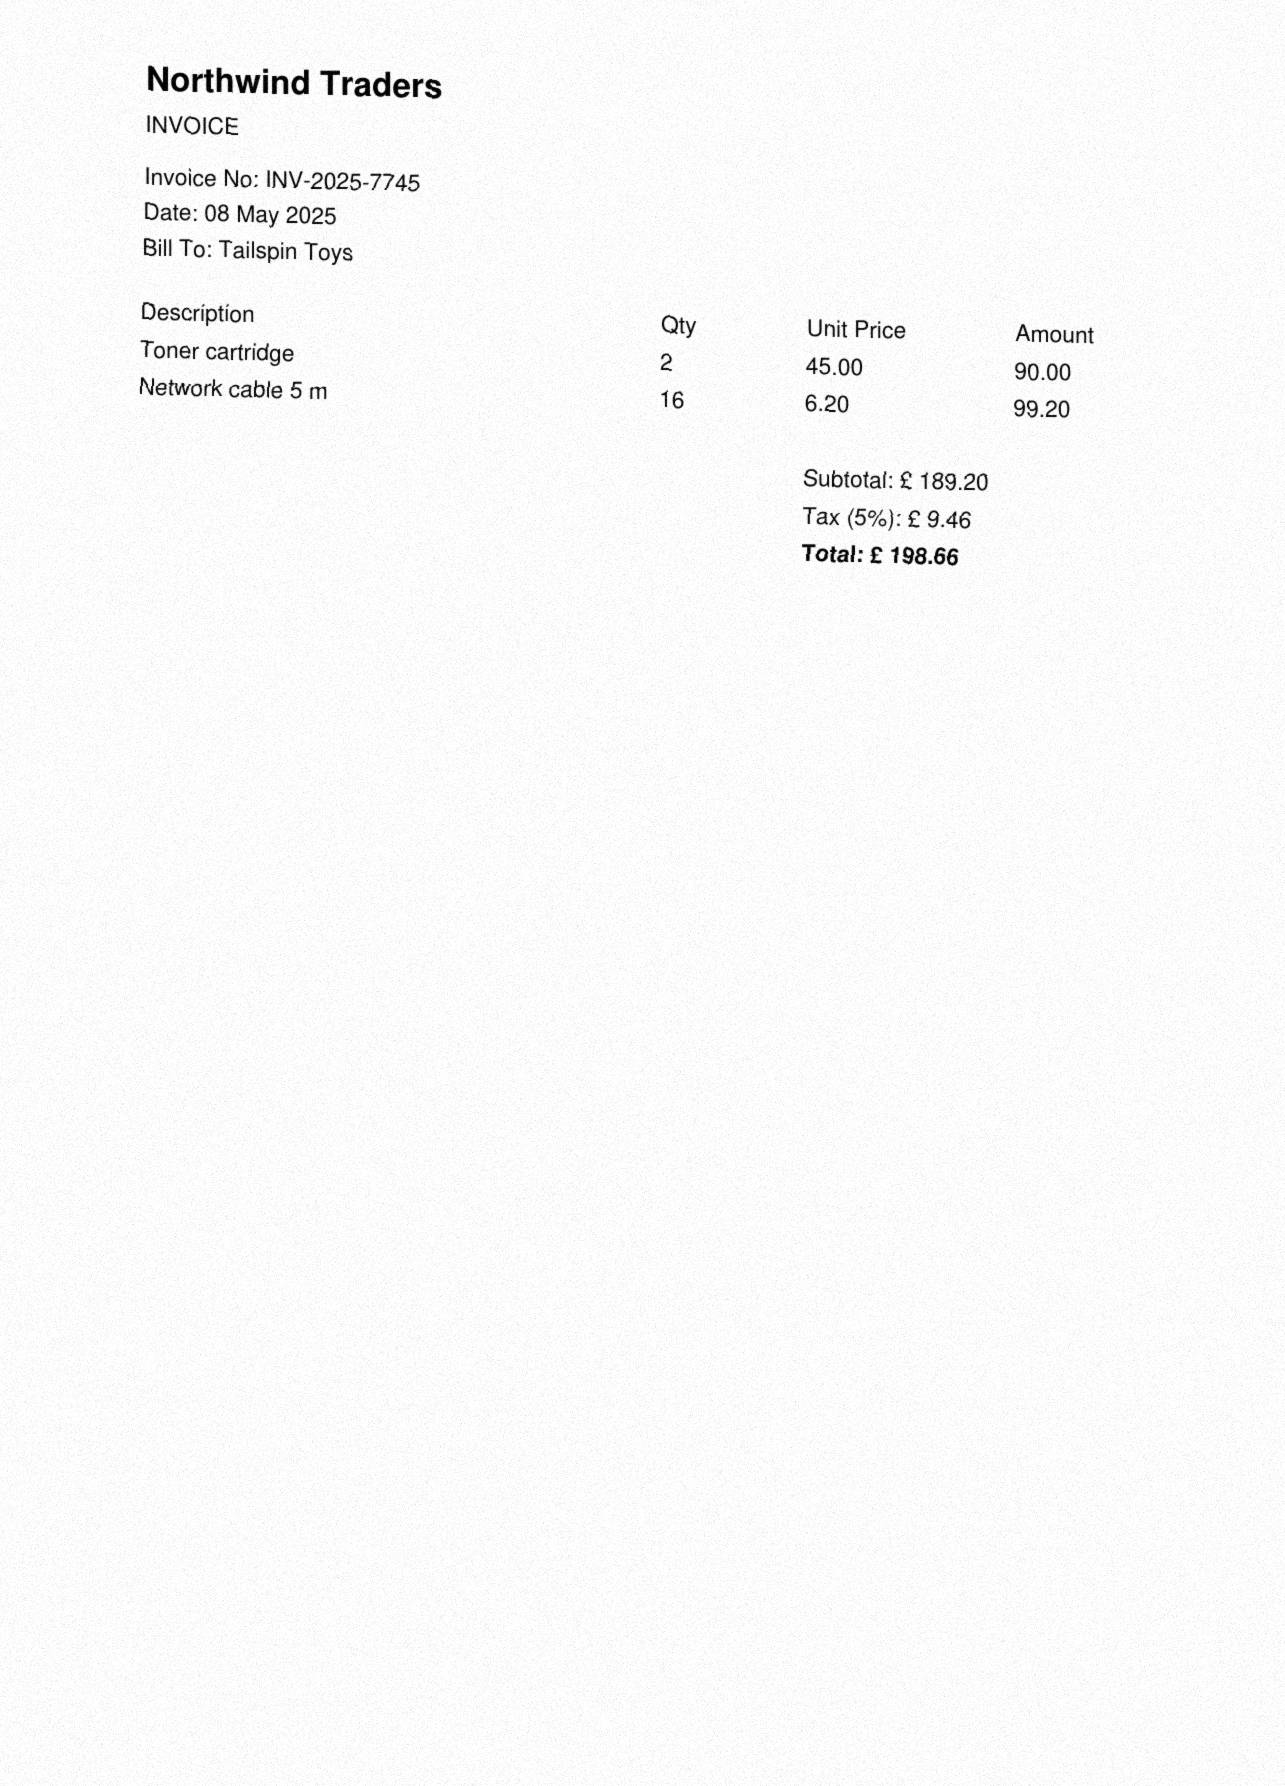 Northwind Traders
INVOICE
Invoice No: INV-2025-7745
Date: 08 May 2025
Bill To: Tailspin Toys
Description Qty Unit Price Amount
Toner cartridge 2 45.00 90.00
Network cable 5 m 16 6.20 99.20
Subtotal: £ 189.20
Tax (5%): £ 9.46
Total: £ 198.66